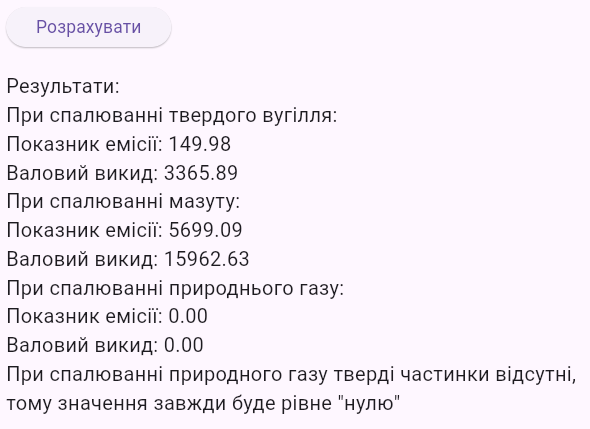 Розрахувати
Результати:
При спалюванні твердого вугілля:
Показник емісії: 149.98
Валовий викид: 3365.89
При спалюванні мазуту:
Показник емісії: 5699.09
Валовий викид: 15962.63
При спалюванні природнього газу:
Показник емісії: 0.00
Валовий викид: 0.00
При спалюванні природного газу тверді частинки відсутні,
тому значення завжди буде рівне "нулю"